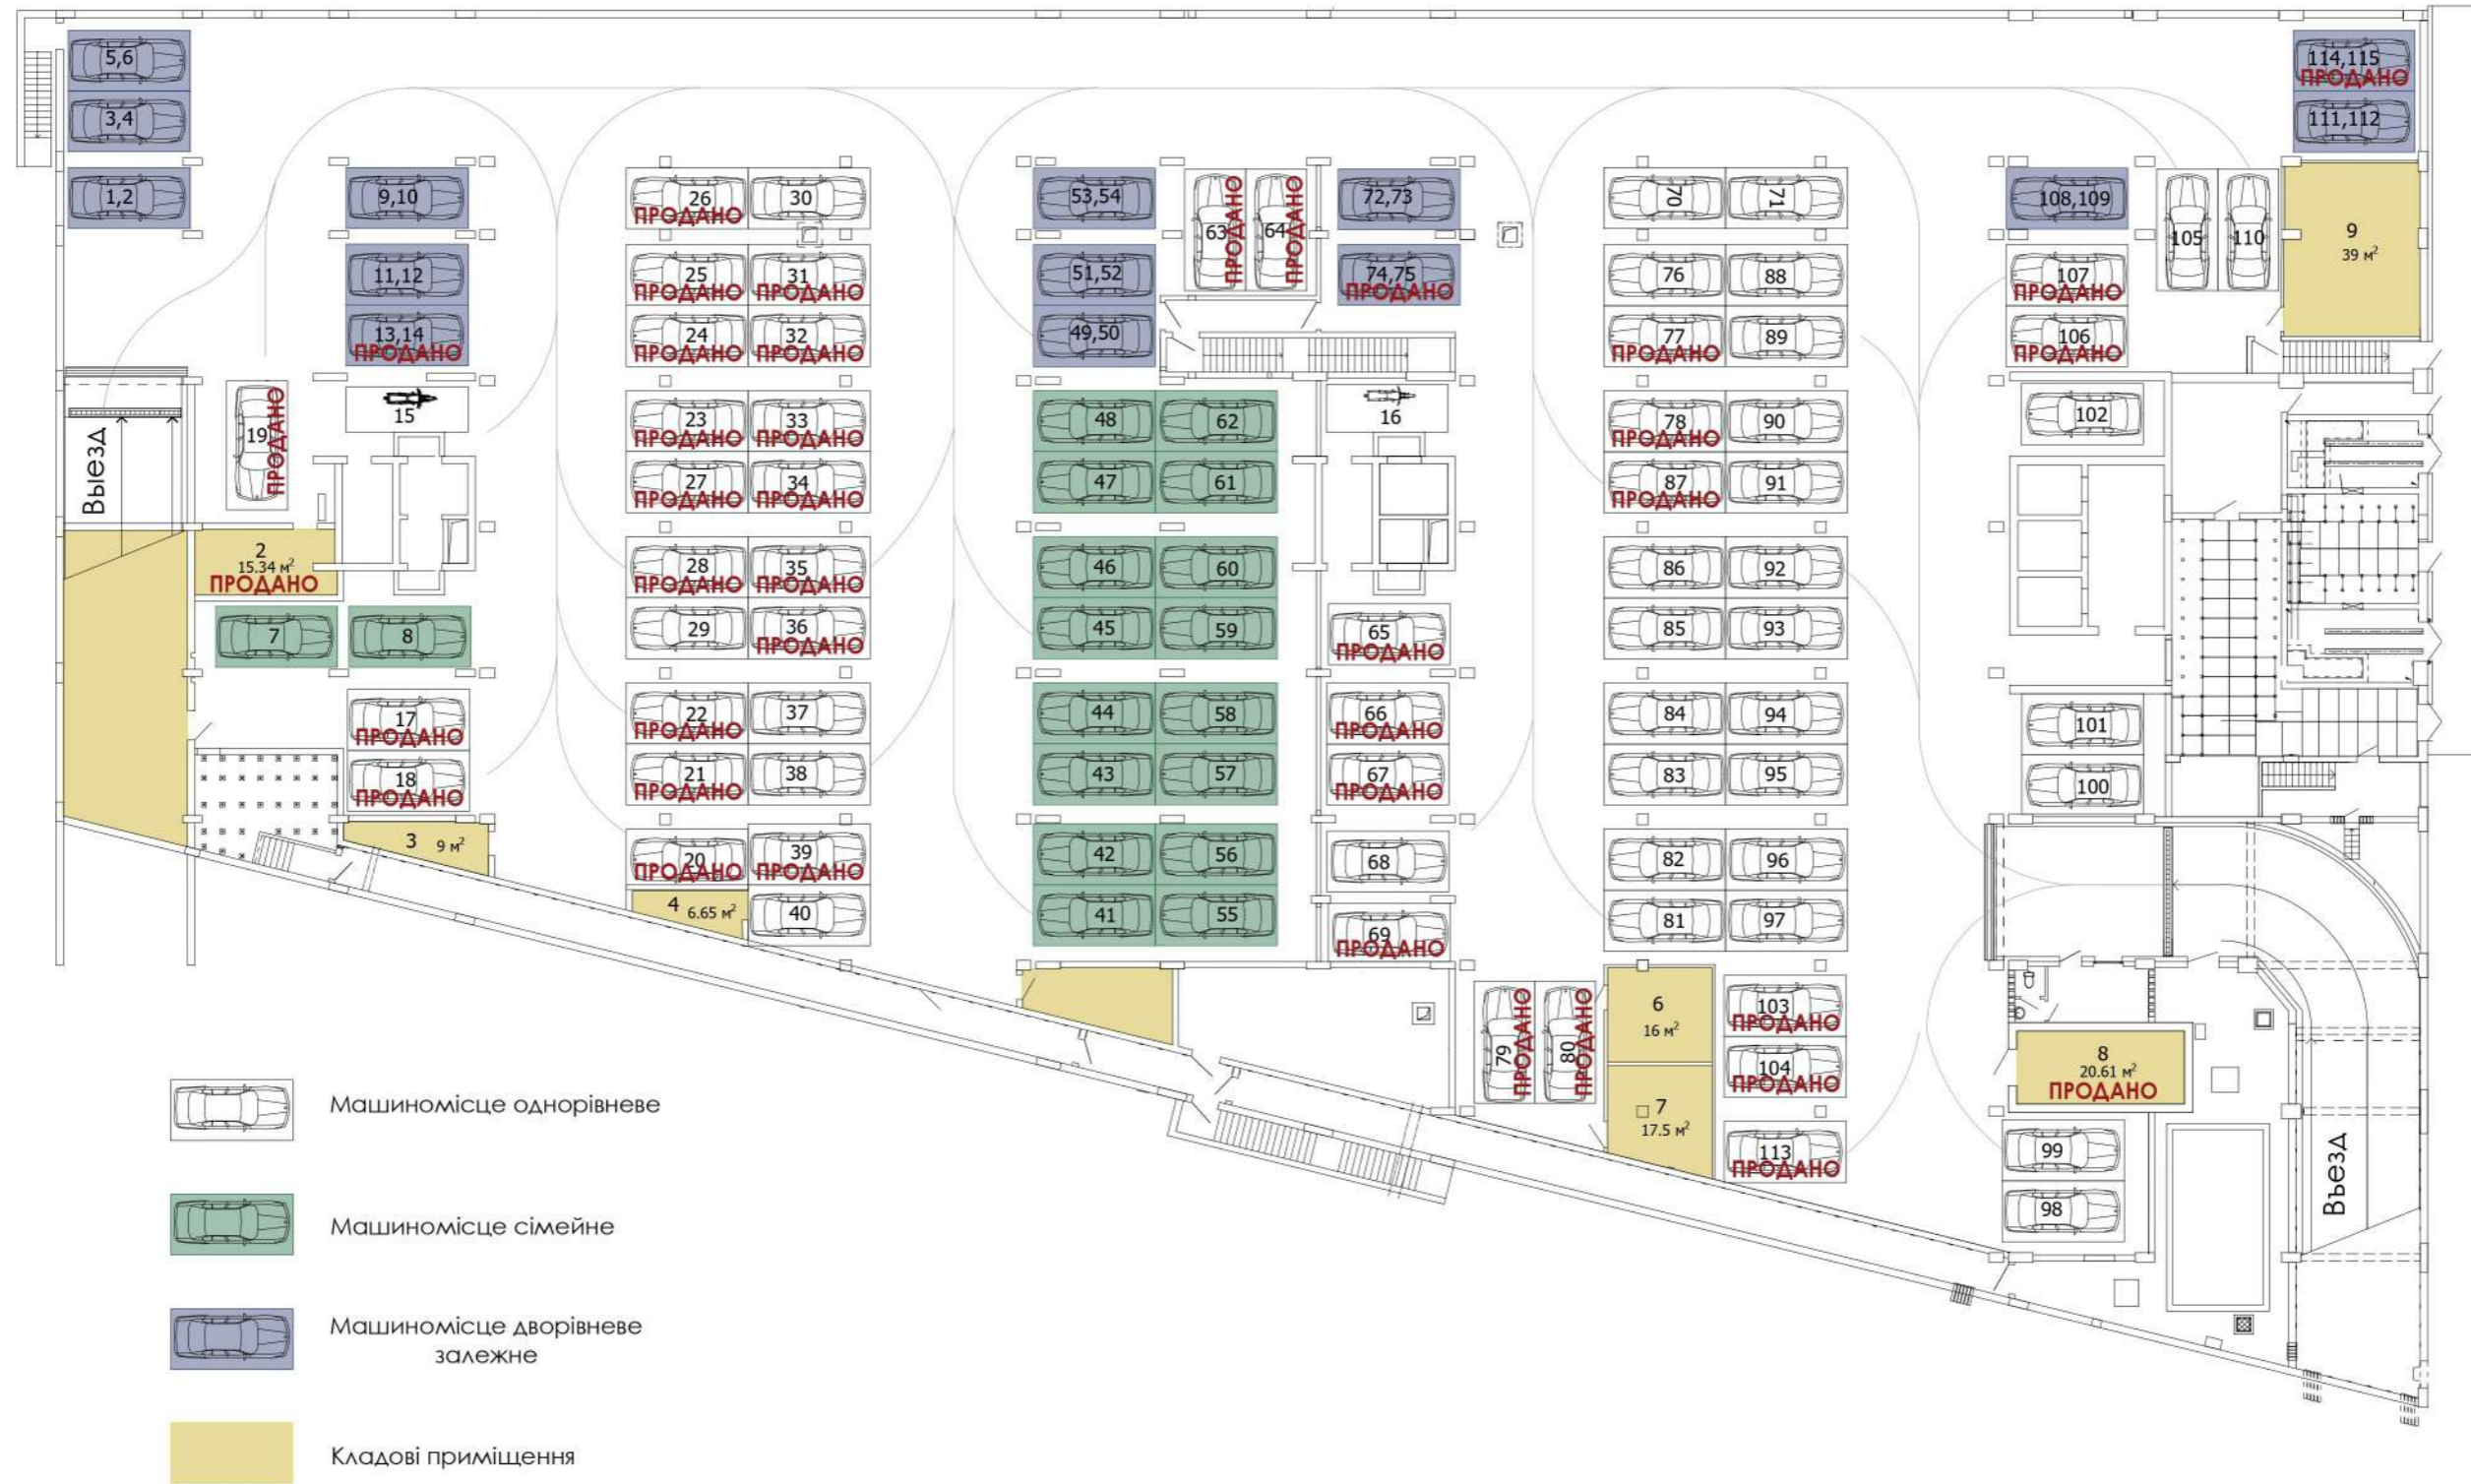 5,6
114,115
ПРОДАНО
3,4
111,112
1,2
9,10
26
ПРОДАНО
30
53,54
63
ПРОДАНО
64
ПРОДАНО
72,73
70
71
108,109
105
110
9
39 м²
11,12
25
ПРОДАНО
31
ПРОДАНО
51,52
74,75
ПРОДАНО
76
88
107
ПРОДАНО
13,14
ПРОДАНО
24
ПРОДАНО
32
ПРОДАНО
49,50
77
ПРОДАНО
89
106
ПРОДАНО
Выезд
19
ПРОДАНО
15
23
ПРОДАНО
33
ПРОДАНО
48
62
16
78
ПРОДАНО
90
102
27
ПРОДАНО
34
ПРОДАНО
47
61
87
ПРОДАНО
91
2
15.34 м²
ПРОДАНО
28
ПРОДАНО
35
ПРОДАНО
46
60
86
92
7
8
29
36
ПРОДАНО
45
59
65
ПРОДАНО
85
93
17
ПРОДАНО
22
ПРОДАНО
37
44
58
66
ПРОДАНО
84
94
101
18
ПРОДАНО
21
ПРОДАНО
38
43
57
67
ПРОДАНО
83
95
100
3 9 м²
20
ПРОДАНО
39
ПРОДАНО
42
56
68
82
96
4 6.65 м²
40
41
55
69
ПРОДАНО
81
97
79
ПРОДАНО
80
ПРОДАНО
6
16 м²
103
ПРОДАНО
104
ПРОДАНО
8
20.61 м²
ПРОДАНО
7
17.5 м²
113
ПРОДАНО
99
98
Въезд
Машиномісце однорівневе
Машиномісце сімейне
Машиномісце дворівневе
залежне
Кладові приміщення